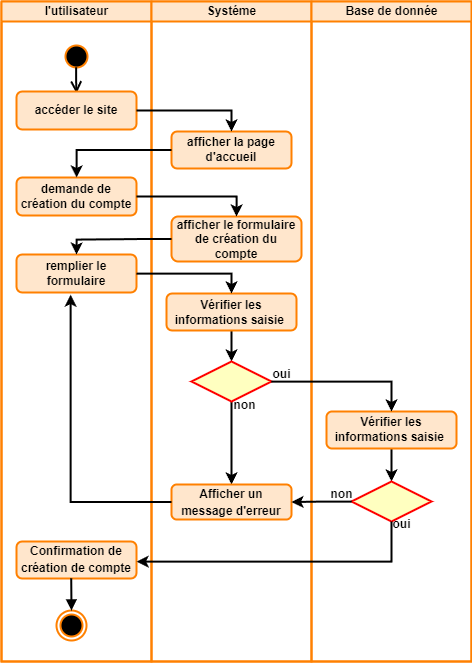 l'utilisateur
Systéme
Base de donnée
accéder le site
afficher la page
d'accueil
demande de
création du compte
afficher le formulaire
de création du
compte
remplier le
formulaire
Vérifier les
informations saisie
oui
non
Vérifier les
informations saisie
non
oui
Afficher un
message d'erreur
Confirmation de
création de compte